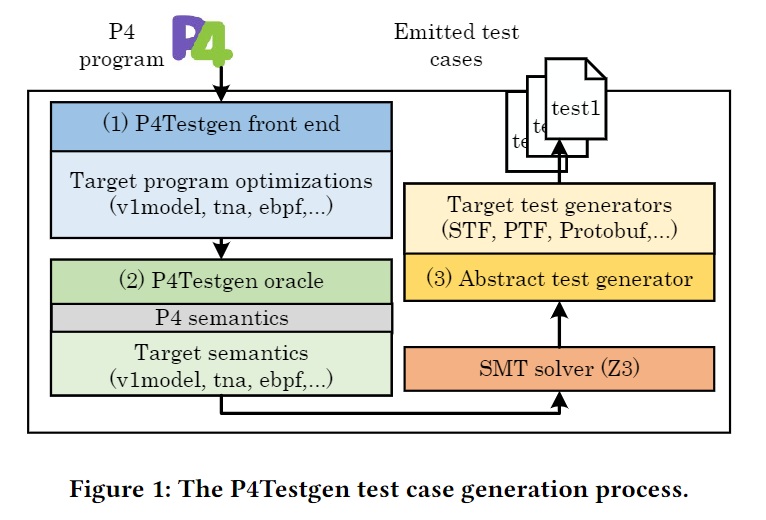 P4
program
P4
Emitted test
cases
(1) P4Testgen front end
Target program optimizations
(v1model, tna, ebpf,...)
(2) P4Testgen oracle
P4 semantics
Target semantics
(v1model, tna, ebpf,...)
te
te
test1
Target test generators
(STF, PTF, Protobuf,...)
(3) Abstract test generator
SMT solver (Z3)
Figure 1: The P4Testgen test case generation process.